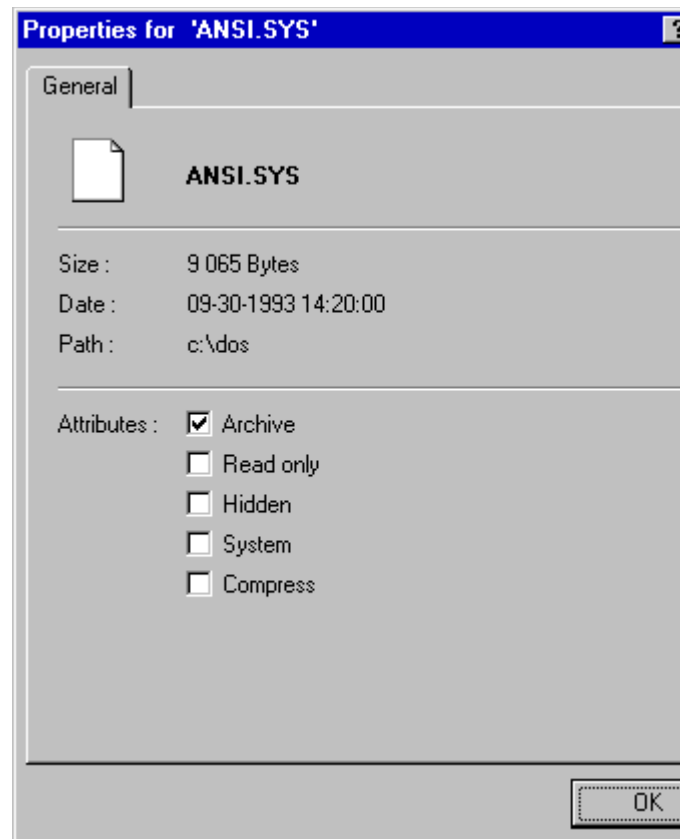 Properties for 'ANSI.SYS' ?
General
ANSI.SYS
Size : 9 065 Bytes
Date : 09-30-1993 14:20:00
Path : c:\dos
Attributes : Archive
Read only
Hidden
System
Compress
OK